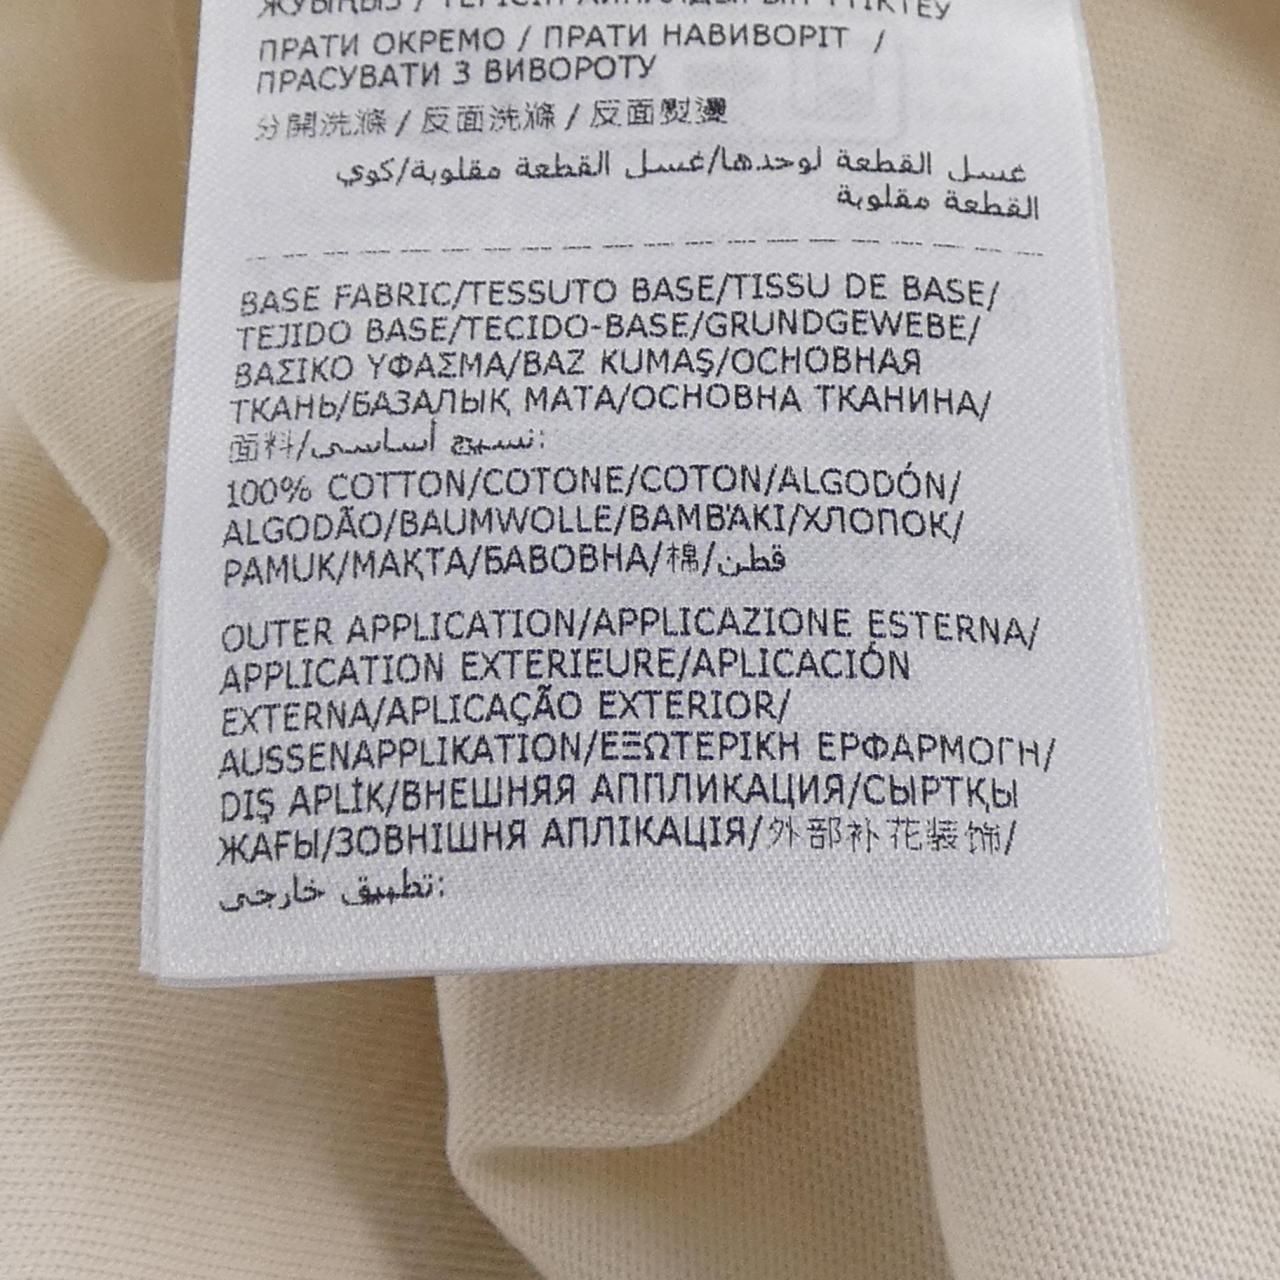 ПРАТИ ОКРЕМО / ПРАТИ НАВИВОРІТ /
ПРАСУВАТИ З ВИВОРОТУ
分開洗滌 / 反面洗滌 / 反面熨燙
غسل القطعة لوحدها/غسل القطعة مقلوبة/كوي
القطعة مقلوبة
BASE FABRIC/TESSUTO BASE/TISSU DE BASE/
TEJIDO BASE/TECIDO-BASE/GRUNDGEWEBE/
ΒΑΣΙΚΟ ΥΦΑΣΜΑ/BAZ KUMAŞ/ОСНОВНАЯ
ТКАНЬ/БАЗАЛЫҚ МАТА/ОСНОВНА ТКАНИНА/
面料/نسيج أساسى:
100% COTTON/COTONE/COTON/ALGODÓN/
ALGODÃO/BAUMWOLLE/ΒΑΜΒΆΚΙ/ХЛОПОК/
PAMUK/МАҚТА/БАВОВНА/棉/قطن
OUTER APPLICATION/APPLICAZIONE ESTERNA/
APPLICATION EXTERIEURE/APLICACIÓN
EXTERNA/APLICAÇÃO EXTERIOR/
AUSSENAPPLIKATION/ΕΞΩΤΕΡΙΚΗ ΕΡΦΑΡΜΟΓΗ/
DIŞ APLİK/ВНЕШНЯЯ АППЛИКАЦИЯ/СЫРТҚЫ
ЖАҒЫ/ЗОВНІШНЯ АПЛІКАЦІЯ/外部补花装饰/
تطبيق خارجى: